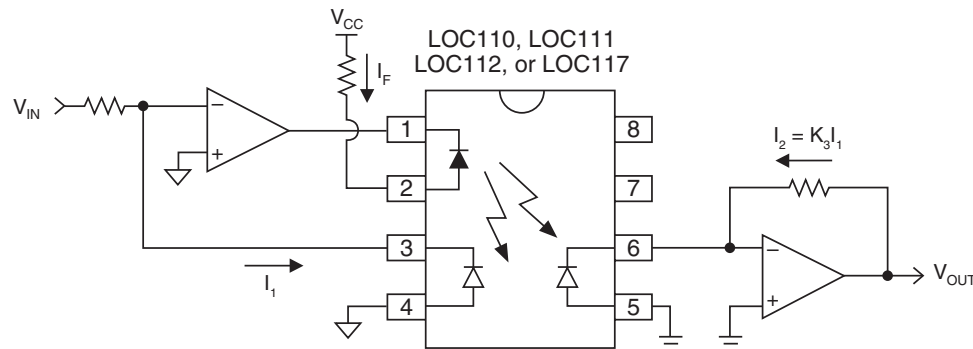 V_CC
LOC110, LOC111
LOC112, or LOC117
I_F
V_IN
−
+
1
2
3
4
8
7
6
5
I_1
I_2 = K_3I_1
−
+
V_OUT